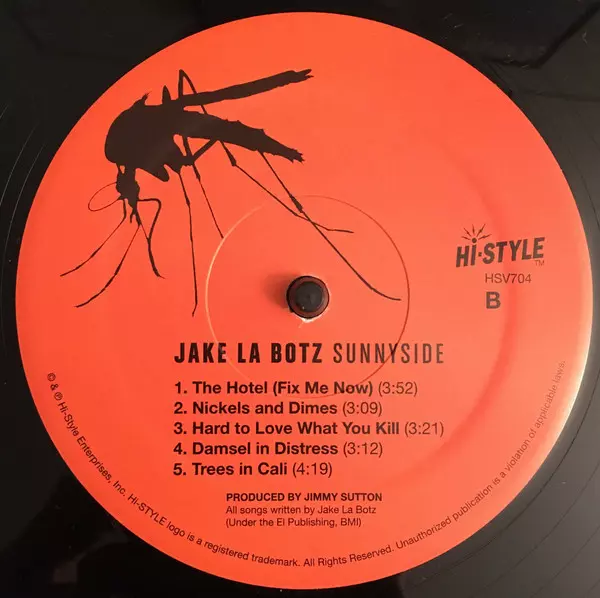 Hi-STYLE TM
HSV704
B
JAKE LA BOTZ SUNNYSIDE
1. The Hotel (Fix Me Now) (3:52)
2. Nickels and Dimes (3:09)
3. Hard to Love What You Kill (3:21)
4. Damsel in Distress (3:12)
5. Trees in Cali (4:19)
PRODUCED BY JIMMY SUTTON
All songs written by Jake La Botz
(Under the El Publishing, BMI)
© & ℗ Hi-Style Enterprises, Inc. Hi-STYLE logo is a registered trademark. All Rights Reserved. Unauthorized publication is a violation of applicable laws.